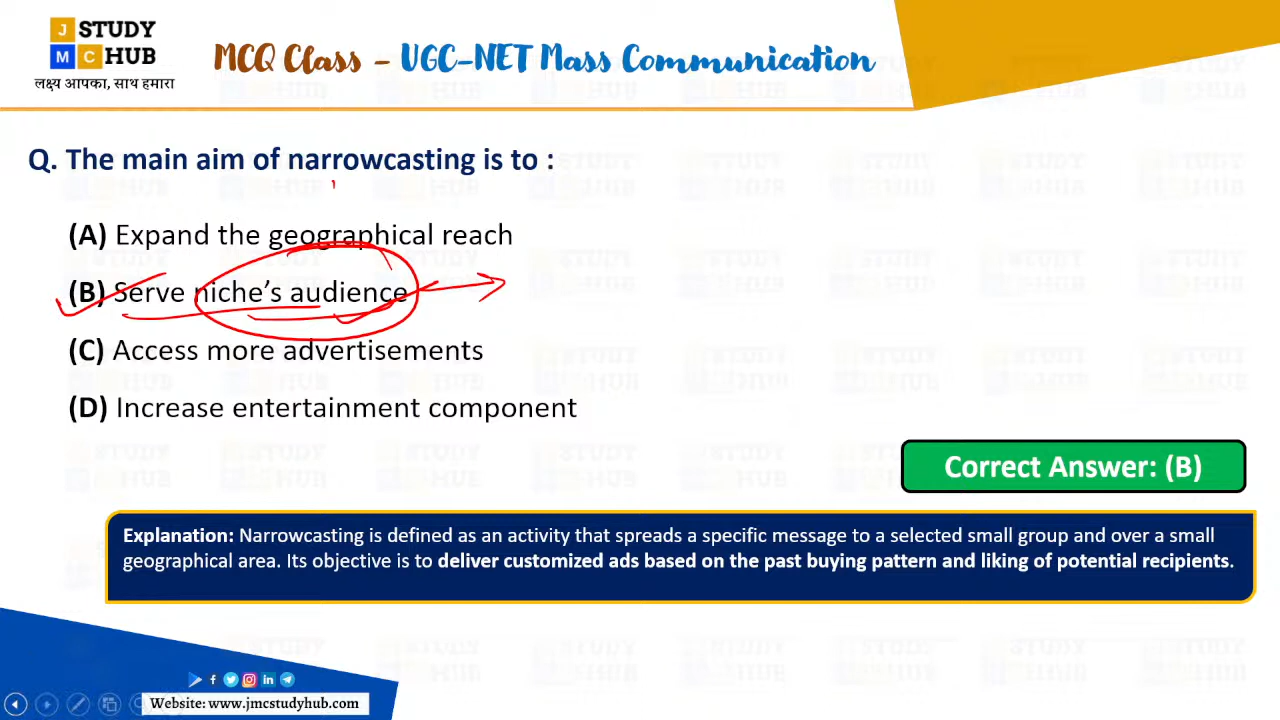 J STUDY
M C HUB
लक्ष्य आपका, साथ हमारा
MCQ Class - UGC-NET Mass Communication
Q. The main aim of narrowcasting is to :
(A) Expand the geographical reach
(B) Serve niche's audience
(C) Access more advertisements
(D) Increase entertainment component
Correct Answer: (B)
Explanation: Narrowcasting is defined as an activity that spreads a specific message to a selected small group and over a small
geographical area. Its objective is to deliver customized ads based on the past buying pattern and liking of potential recipients.
Website: www.jmcstudyhub.com